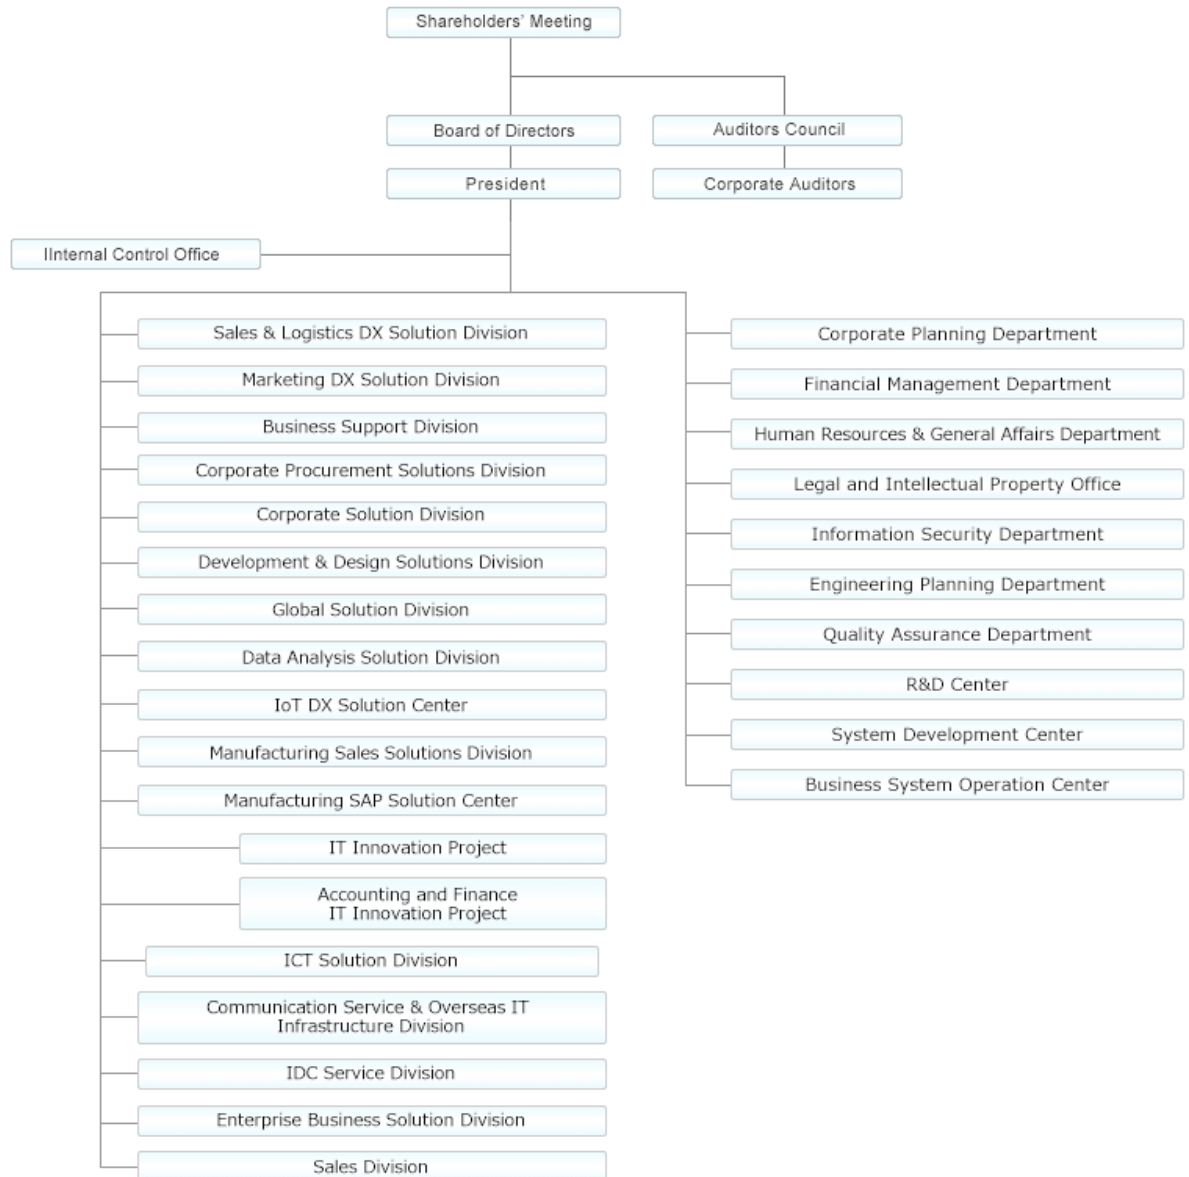 Shareholders' Meeting
Board of Directors
Auditors Council
President
Corporate Auditors
IInternal Control Office
Sales & Logistics DX Solution Division
Marketing DX Solution Division
Business Support Division
Corporate Procurement Solutions Division
Corporate Solution Division
Development & Design Solutions Division
Global Solution Division
Data Analysis Solution Division
IoT DX Solution Center
Manufacturing Sales Solutions Division
Manufacturing SAP Solution Center
IT Innovation Project
Accounting and Finance
IT Innovation Project
ICT Solution Division
Communication Service & Overseas IT
Infrastructure Division
IDC Service Division
Enterprise Business Solution Division
Sales Division
Corporate Planning Department
Financial Management Department
Human Resources & General Affairs Department
Legal and Intellectual Property Office
Information Security Department
Engineering Planning Department
Quality Assurance Department
R&D Center
System Development Center
Business System Operation Center